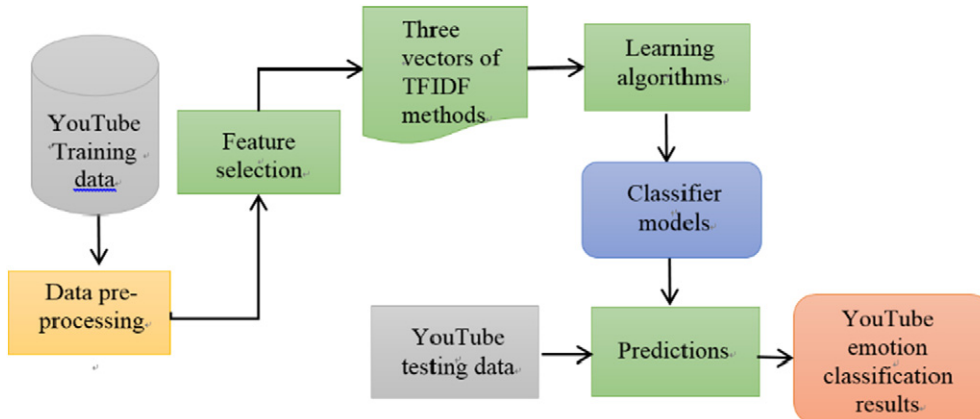 YouTube
Training
data
Data pre-
processing
Feature
selection
Three
vectors of
TFIDF
methods
Learning
algorithms
Classifier
models
YouTube
testing data
Predictions
YouTube
emotion
classification
results